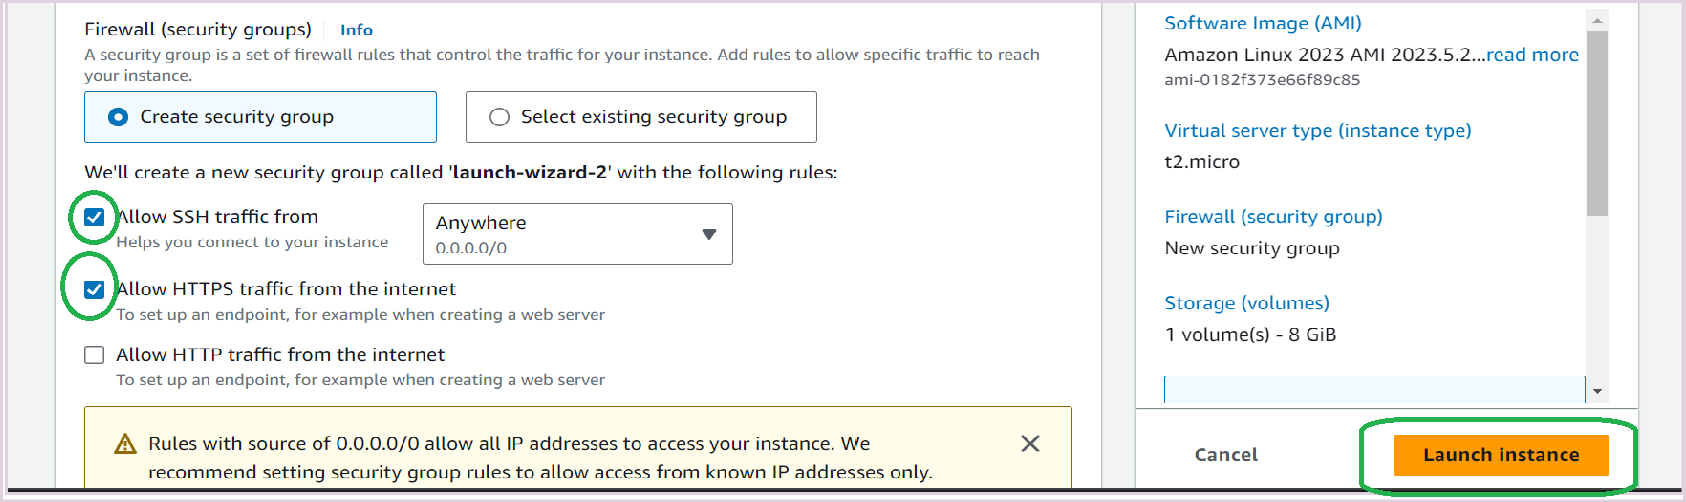 Firewall (security groups) Info
A security group is a set of firewall rules that control the traffic for your instance. Add rules to allow specific traffic to reach
your instance.
Create security group
Select existing security group
We'll create a new security group called 'launch-wizard-2' with the following rules:
Allow SSH traffic from
Helps you connect to your instance
Anywhere
0.0.0.0/0
Allow HTTPS traffic from the internet
To set up an endpoint, for example when creating a web server
Allow HTTP traffic from the internet
To set up an endpoint, for example when creating a web server
Rules with source of 0.0.0.0/0 allow all IP addresses to access your instance. We
recommend setting security group rules to allow access from known IP addresses only.
Software Image (AMI)
Amazon Linux 2023 AMI 2023.5.2...read more
ami-0182f373e66f89c85
Virtual server type (instance type)
t2.micro
Firewall (security group)
New security group
Storage (volumes)
1 volume(s) - 8 GiB
Cancel
Launch instance